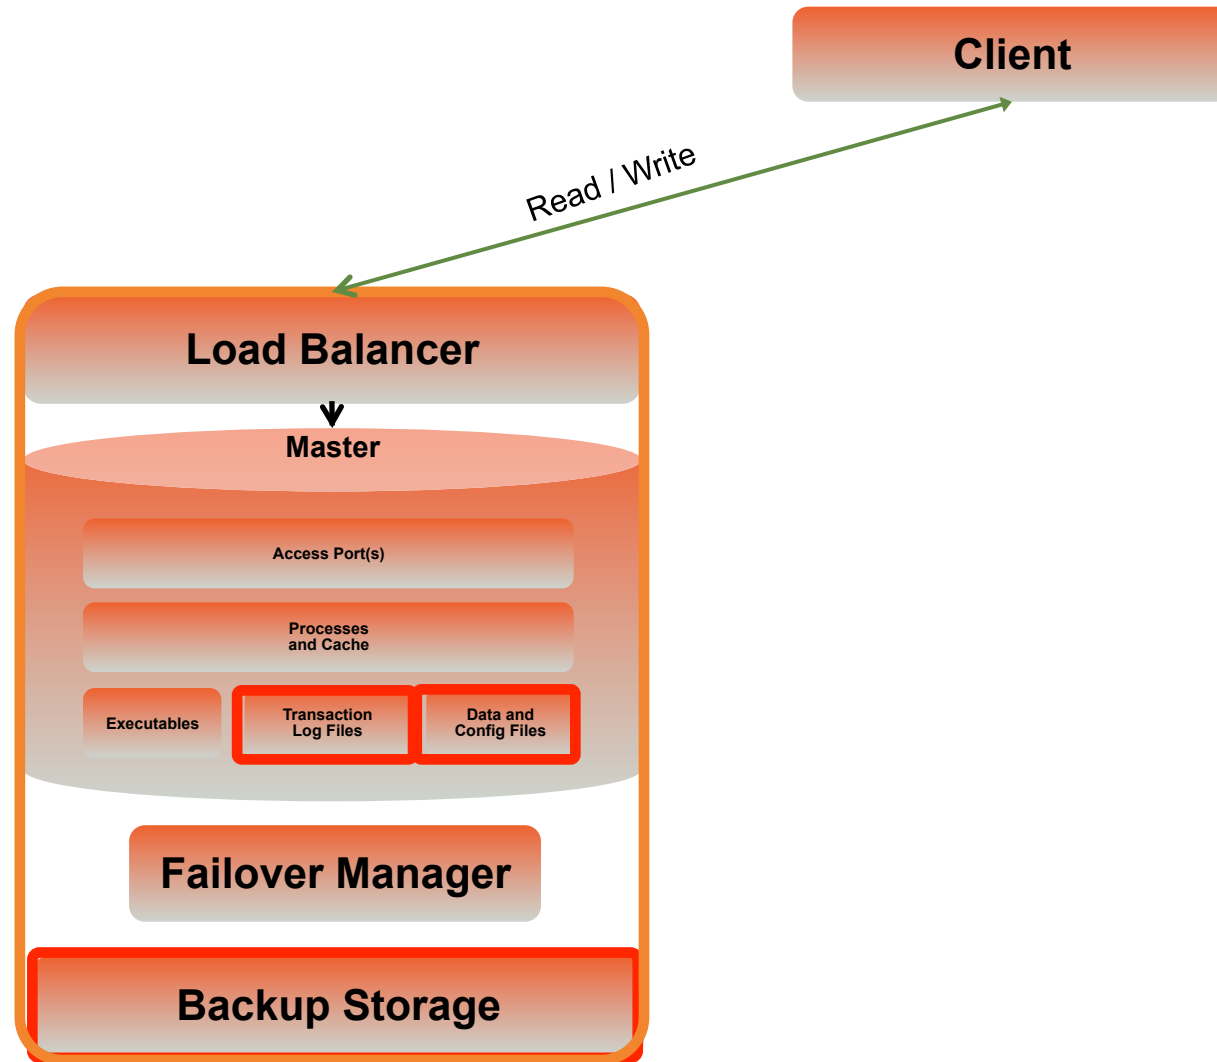 Client
Read / Write
Load Balancer
Master
Access Port(s)
Processes
and Cache
Executables
Transaction
Log Files
Data and
Config Files
Failover Manager
Backup Storage